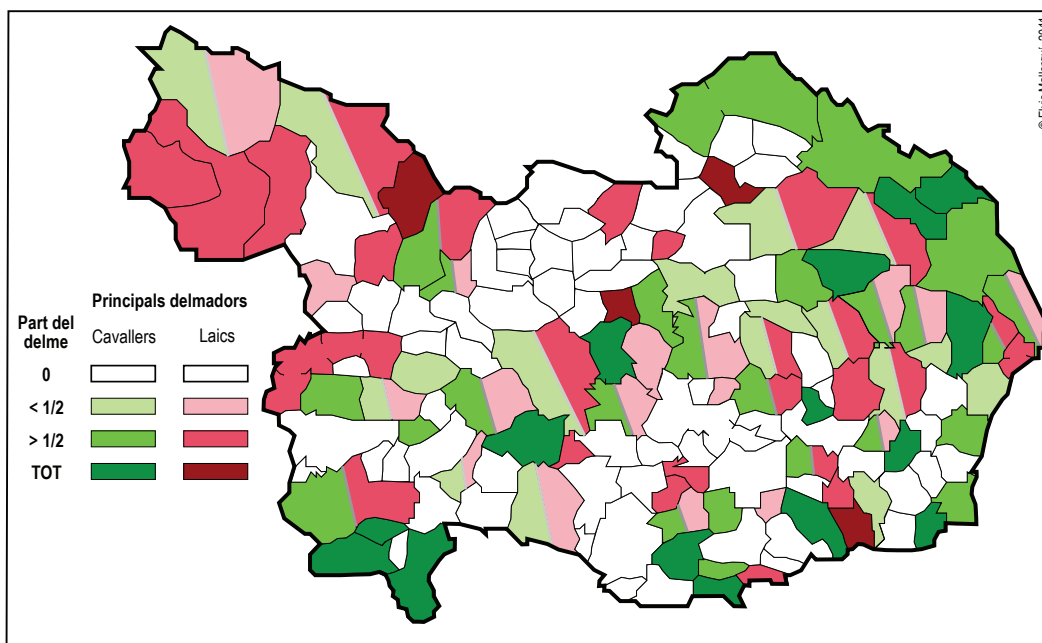 Principals delmadors
Part del
delme
Cavallers
Laics
0
< 1/2
> 1/2
TOT